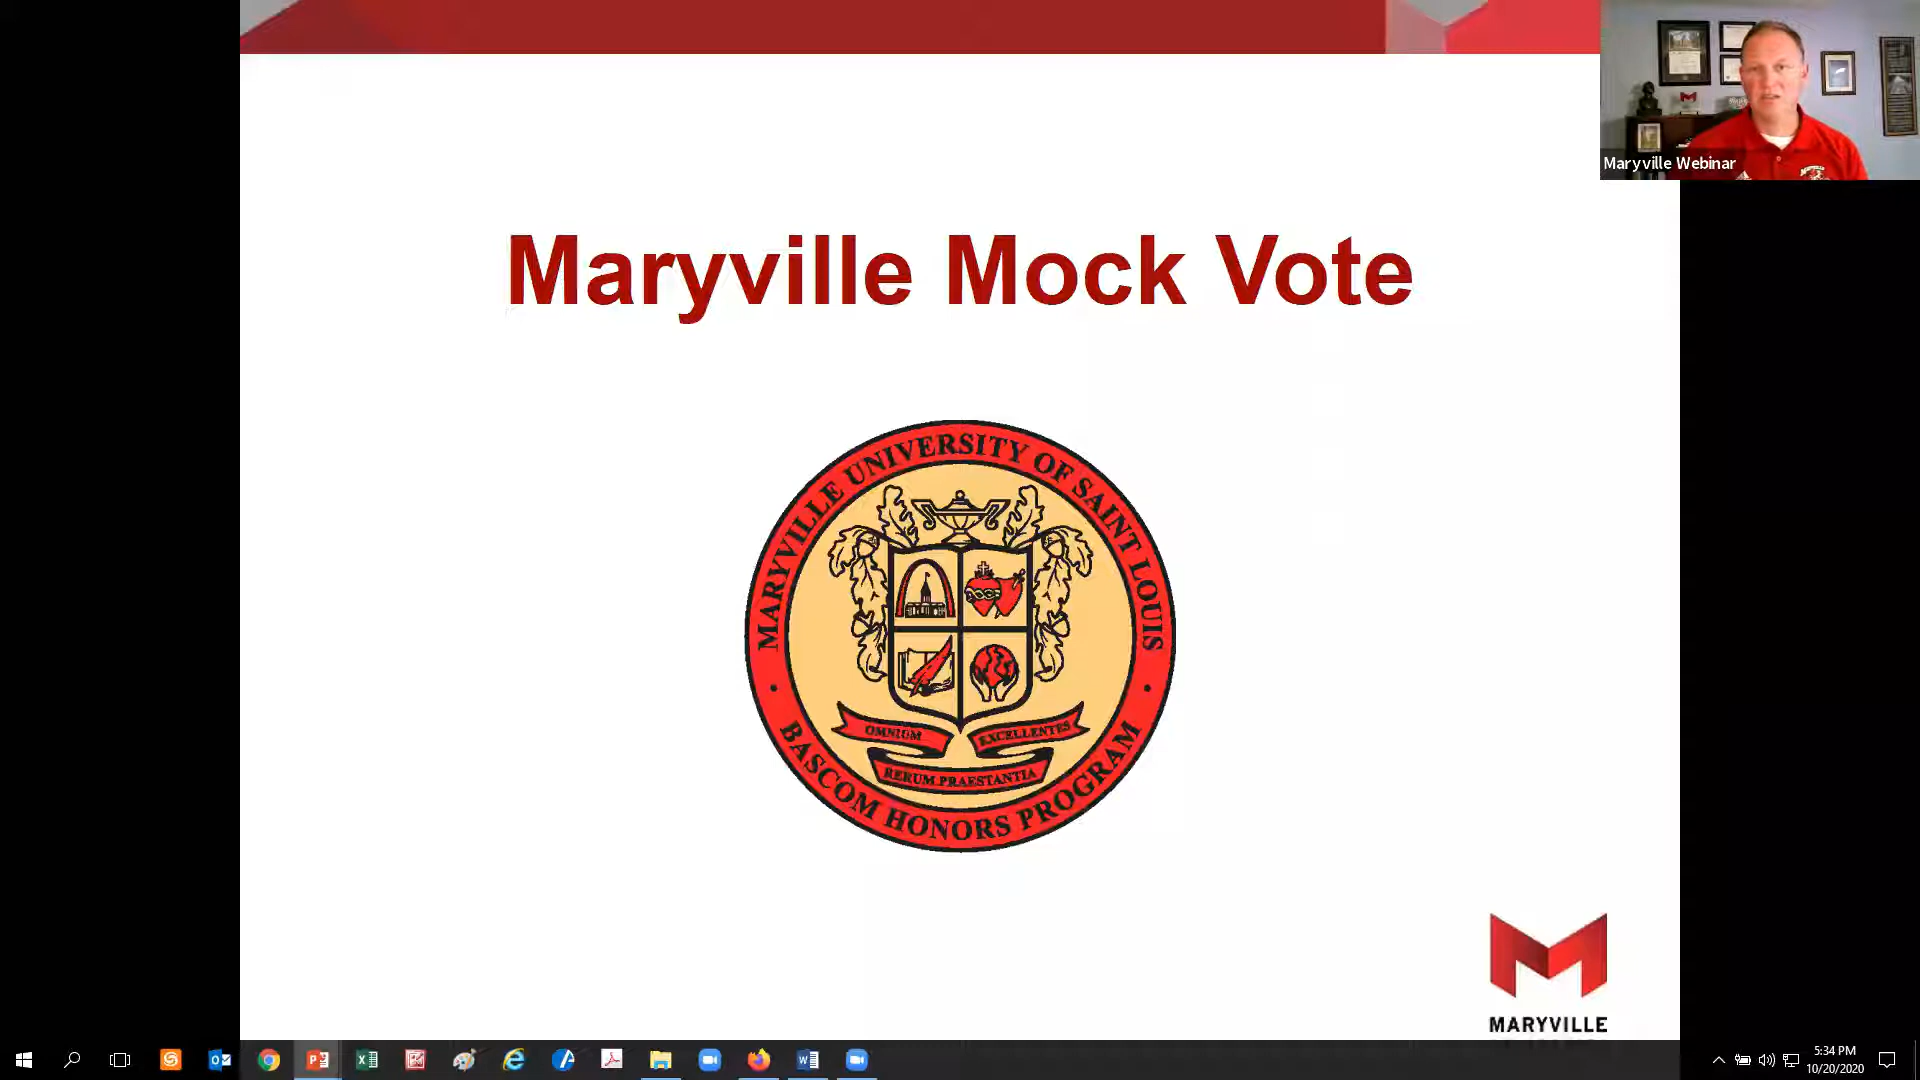 Maryville Webinar
Maryville Mock Vote
MARYVILLE UNIVERSITY OF SAINT LOUIS
OMNIUM
EXCELLENTES
RERUM PRAESTANTIA
BASCOM HONORS PROGRAM
MARYVILLE
5:34 PM
10/20/2020